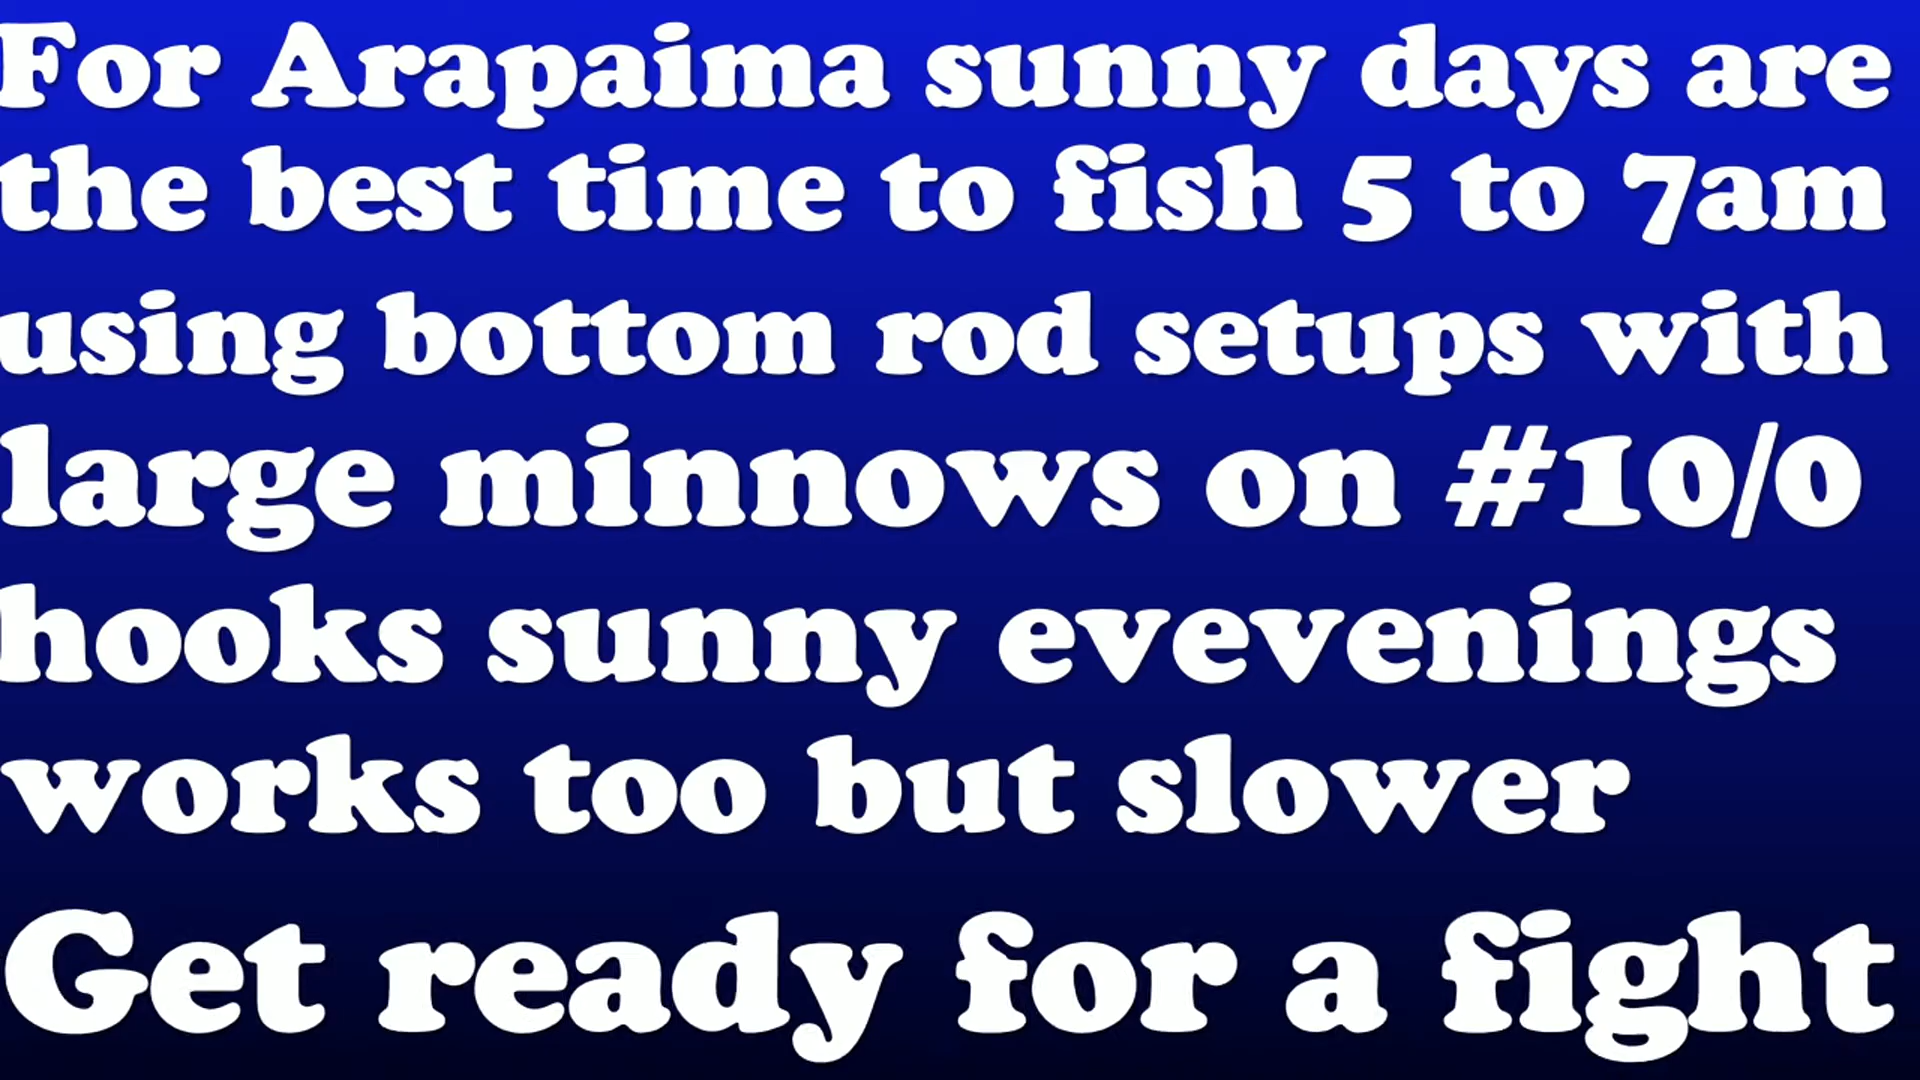 For Arapaima sunny days are
the best time to fish 5 to 7am
using bottom rod setups with
large minnows on #10/0
hooks sunny evevenings
works too but slower
Get ready for a fight